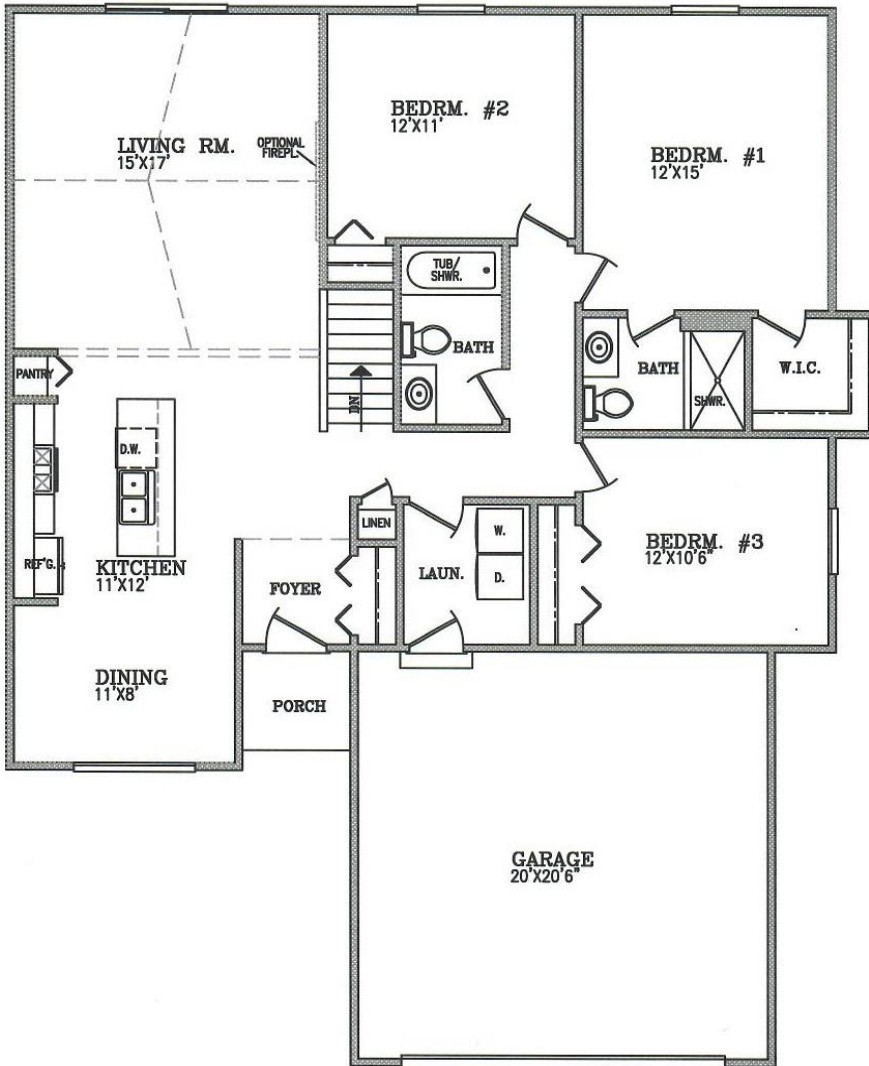 BEDRM. #2
12'X11'
LIVING RM.
15'X17'
OPTIONAL
FIREPL.
BEDRM. #1
12'X15'
TUB/
SHWR.
BATH
PANTRY
DN
BATH
SHWR.
W.I.C.
D.W.
LINEN
W.
D.
LAUN.
BEDRM. #3
12'X10'6"
REF'G.
KITCHEN
11'X12'
FOYER
DINING
11'X8'
PORCH
GARAGE
20'X20'6"